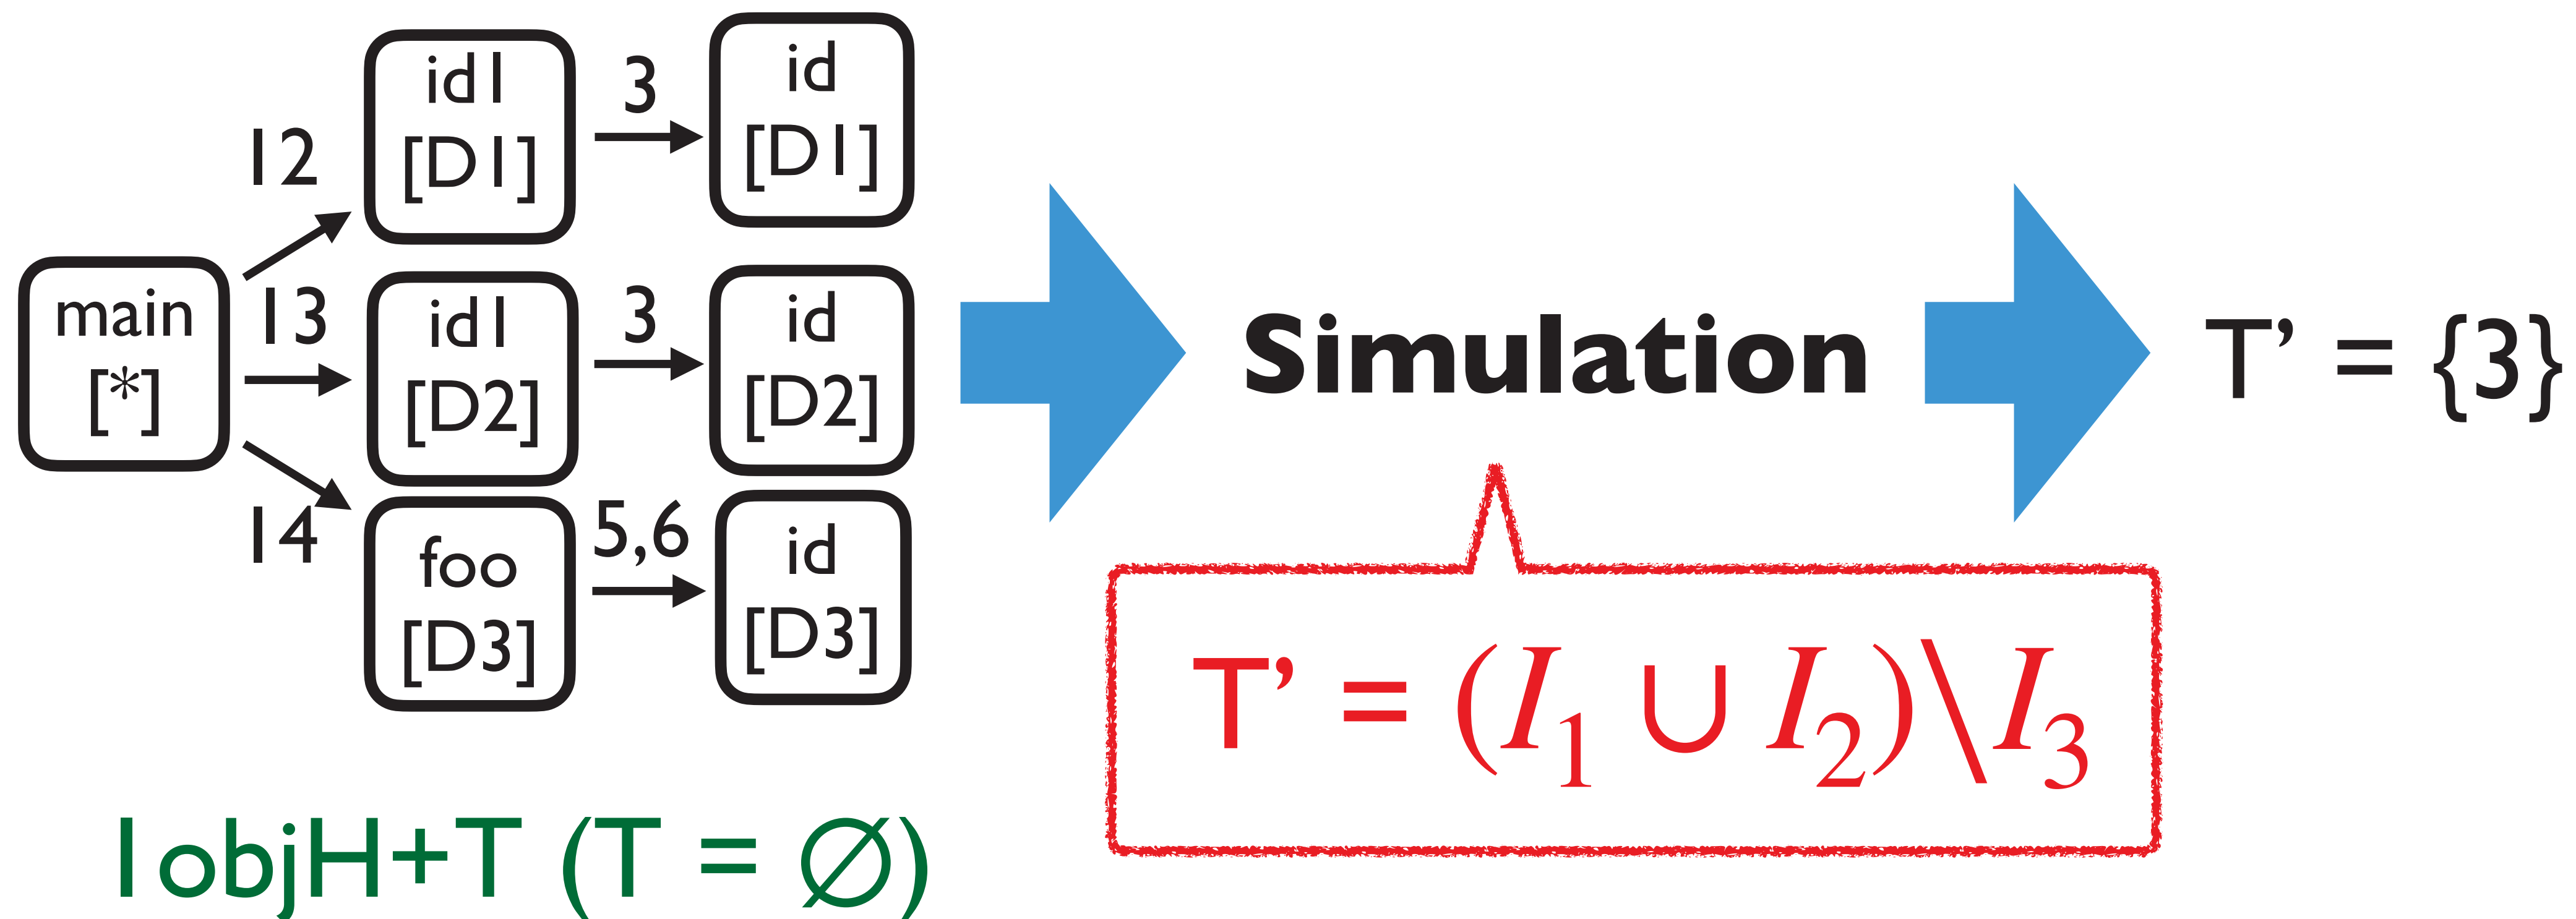 id1
[D1]
3
id
[D1]
12
main
[*]
13
id1
[D2]
3
id
[D2]
14
foo
[D3]
5,6
id
[D3]
Simulation
T’ = {3}
T’ = (I₁ ∪ I₂)\I₃
1objH+T (T = ∅)